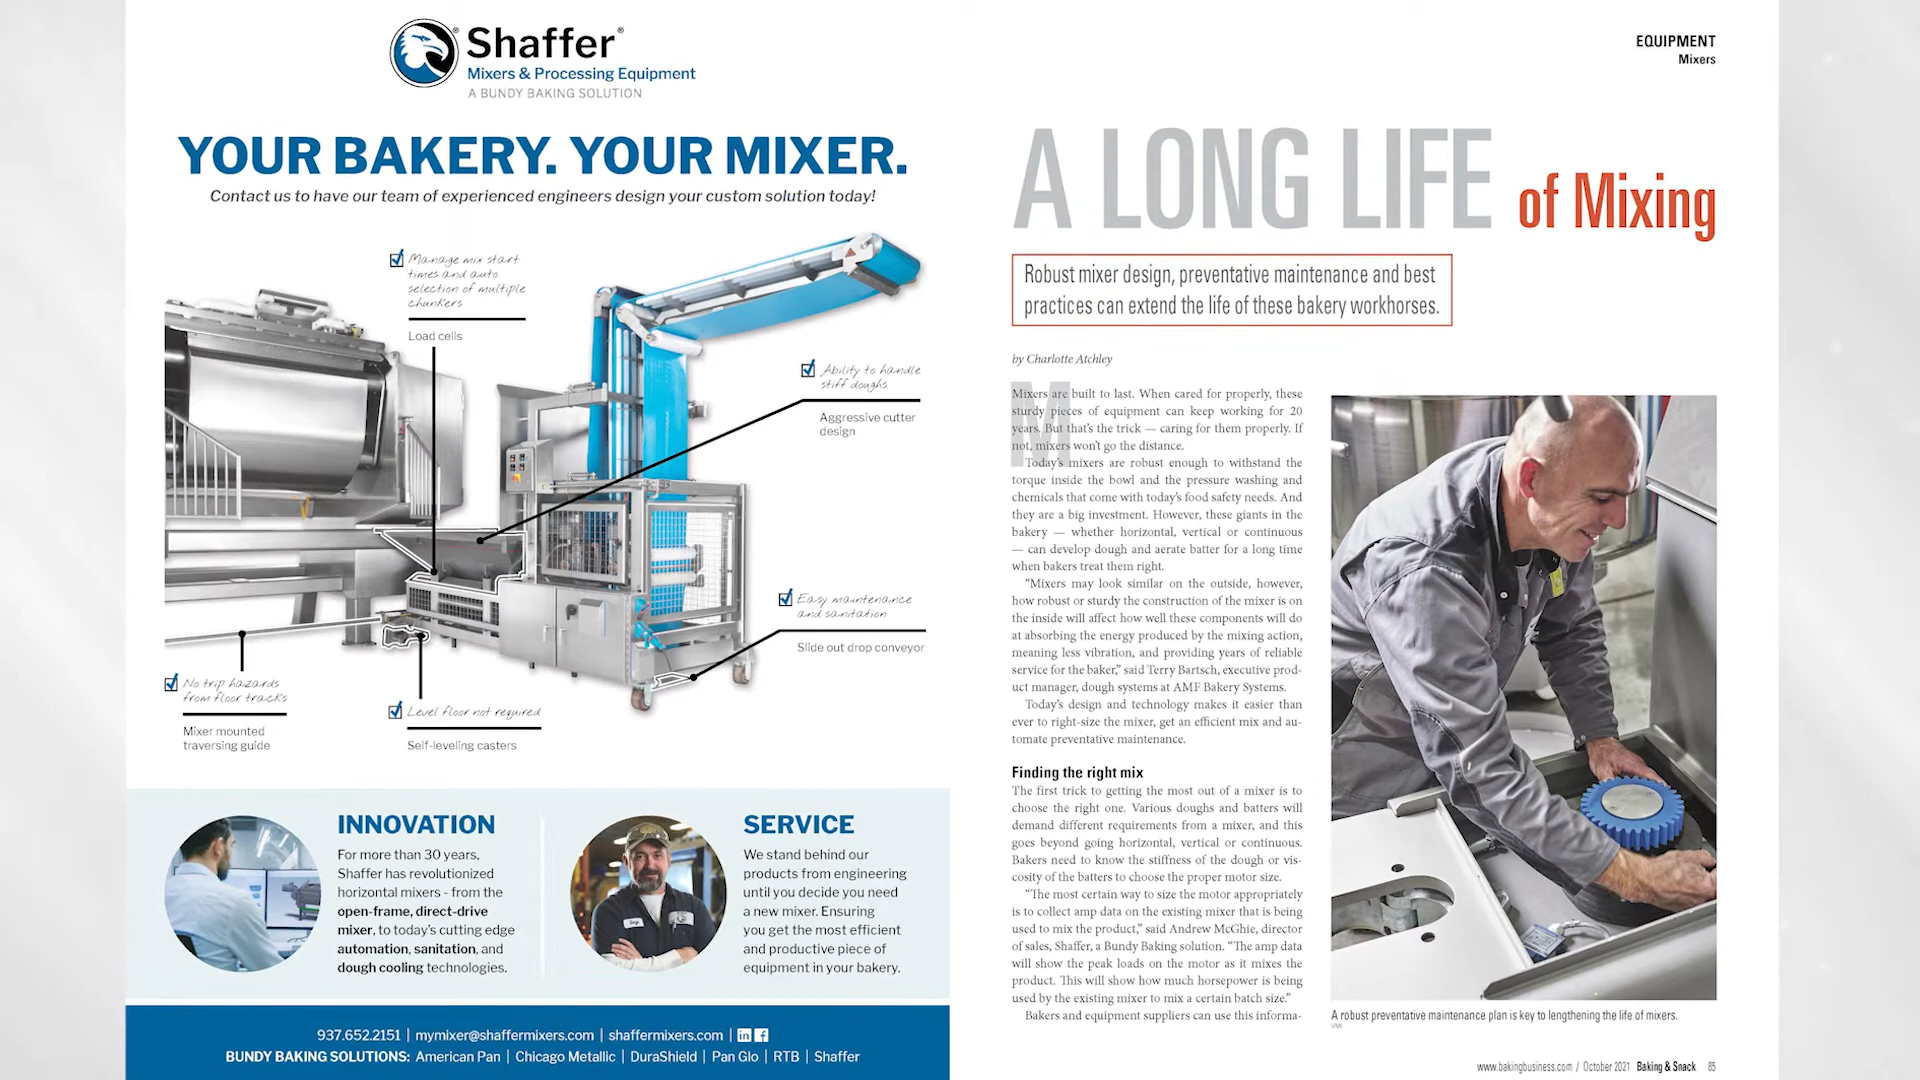 Shaffer®
Mixers & Processing Equipment
A BUNDY BAKING SOLUTION
YOUR BAKERY. YOUR MIXER.
Contact us to have our team of experienced engineers design your custom solution today!
Manage mix start
times and auto
selection of multiple
chunkers
Load cells
Ability to handle
stiff doughs
Aggressive cutter
design
Easy maintenance
and sanitation
Slide out drop conveyor
No trip hazards
from floor tracks
Mixer mounted
traversing guide
Level floor not required
Self-leveling casters
INNOVATION
For more than 30 years,
Shaffer has revolutionized
horizontal mixers - from the
open-frame, direct-drive
mixer, to today's cutting edge
automation, sanitation, and
dough cooling technologies.
SERVICE
We stand behind our
products from engineering
until you decide you need
a new mixer. Ensuring
you get the most efficient
and productive piece of
equipment in your bakery.
937.652.2151 | mymixer@shaffermixers.com | shaffermixers.com | in f
BUNDY BAKING SOLUTIONS: American Pan | Chicago Metallic | DuraShield | Pan Glo | RTB | Shaffer
EQUIPMENT
Mixers
A LONG LIFE of Mixing
Robust mixer design, preventative maintenance and best
practices can extend the life of these bakery workhorses.
by Charlotte Atchley
M
Mixers are built to last. When cared for properly, these
sturdy pieces of equipment can keep working for 20
years. But that's the trick — caring for them properly. If
not, mixers won't go the distance.
Today's mixers are robust enough to withstand the
torque inside the bowl and the pressure washing and
chemicals that come with today's food safety needs. And
they are a big investment. However, these giants in the
bakery — whether horizontal, vertical or continuous
— can develop dough and aerate batter for a long time
when bakers treat them right.
“Mixers may look similar on the outside, however,
how robust or sturdy the construction of the mixer is on
the inside will affect how well these components will do
at absorbing the energy produced by the mixing action,
meaning less vibration, and providing years of reliable
service for the baker,” said Terry Bartsch, executive prod-
uct manager, dough systems at AMF Bakery Systems.
Today's design and technology makes it easier than
ever to right-size the mixer, get an efficient mix and au-
tomate preventative maintenance.
Finding the right mix
The first trick to getting the most out of a mixer is to
choose the right one. Various doughs and batters will
demand different requirements from a mixer, and this
goes beyond going horizontal, vertical or continuous.
Bakers need to know the stiffness of the dough or vis-
cosity of the batters to choose the proper motor size.
“The most certain way to size the motor appropriately
is to collect amp data on the existing mixer that is being
used to mix the product,” said Andrew McGhie, director
of sales, Shaffer, a Bundy Baking solution. “The amp data
will show the peak loads on the motor as it mixes the
product. This will show how much horsepower is being
used by the existing mixer to mix a certain batch size.”
Bakers and equipment suppliers can use this informa-
A robust preventative maintenance plan is key to lengthening the life of mixers.
VMI
www.bakingbusiness.com / October 2021 Baking & Snack 85